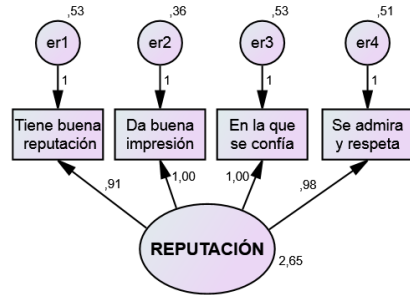 ,53
,36
,53
,51
er1
er2
er3
er4
1
1
1
1
Tiene buena
reputación
Da buena
impresión
En la que
se confía
Se admira
y respeta
,91
1,00
1,00
,98
REPUTACIÓN
2,65